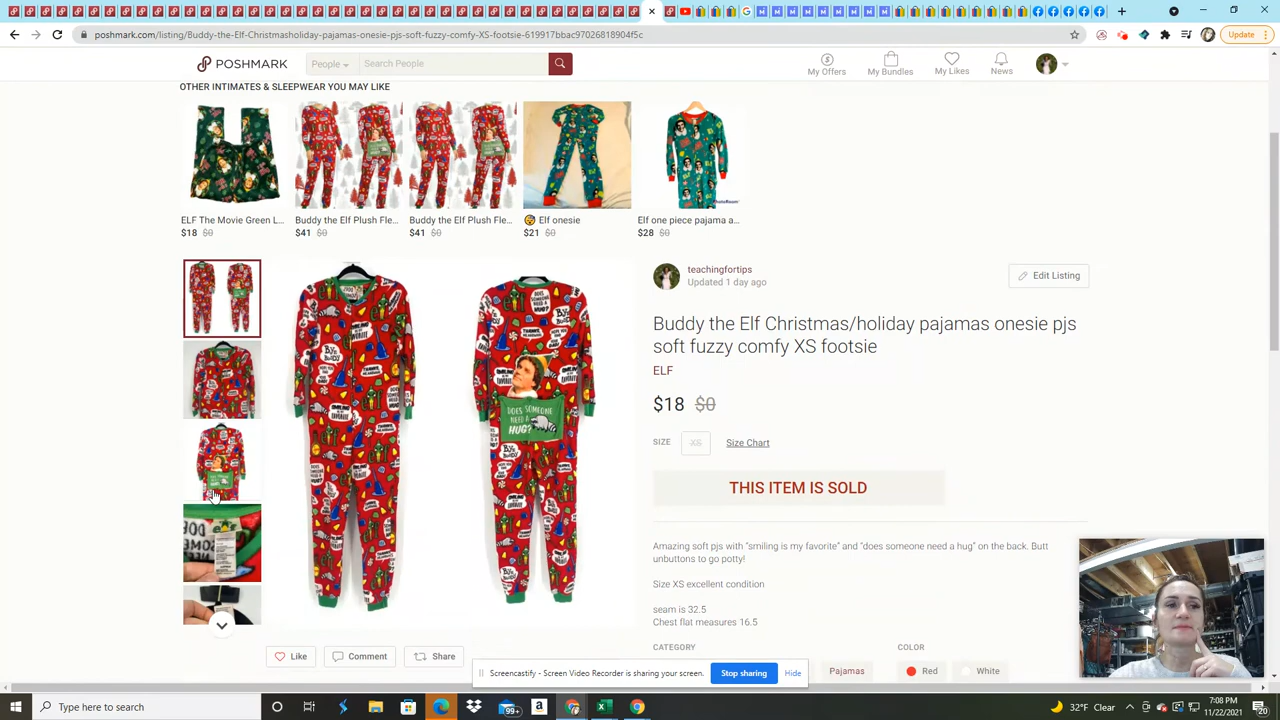 poshmark.com/listing/Buddy-the-Elf-Christmasholiday-pajamas-onesie-pjs-soft-fuzzy-comfy-XS-footsie-619917bbac97026818904f5c
Update
POSHMARK
People
Search People
My Offers
My Bundles
My Likes
News
OTHER INTIMATES & SLEEPWEAR YOU MAY LIKE
ELF The Movie Green L...
Buddy the Elf Plush Fle...
Buddy the Elf Plush Fle...
Elf onesie
Elf one piece pajama a...
$18 $0
$41 $0
$41 $0
$21 $0
$28 $0
teachingfortips
Updated 1 day ago
Edit Listing
Buddy the Elf Christmas/holiday pajamas onesie pjs
soft fuzzy comfy XS footsie
ELF
$18 $0
SIZE
XS
Size Chart
THIS ITEM IS SOLD
DOES SOMEONE NEED A HUG?
Amazing soft pjs with "smiling is my favorite" and "does someone need a hug" on the back. Butt
unbuttons to go potty!
Size XS excellent condition
seam is 32.5
Chest flat measures 16.5
CATEGORY
COLOR
Pajamas
Red
White
Like
Comment
Share
Screencastify - Screen Video Recorder is sharing your screen.
Stop sharing
Hide
Type here to search
99+
32°F Clear
7:08 PM
11/22/2021
20